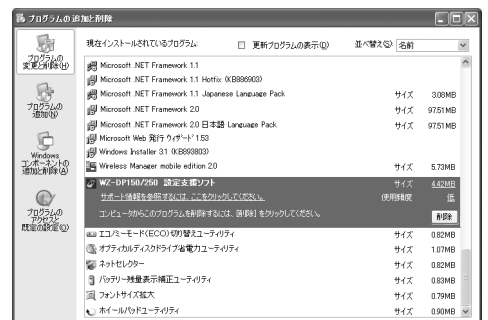 プログラムの追加と削除
現在インストールされているプログラム:
更新プログラムの表示(D)
並べ替え(S):
名前
プログラムの
変更と削除(H)
プログラムの
追加(N)
Windows
コンポーネントの
追加と削除(A)
プログラムの
アクセスと
既定の設定(O)
Microsoft .NET Framework 1.1
Microsoft .NET Framework 1.1 Hotfix (KB886903)
Microsoft .NET Framework 1.1 Japanese Language Pack サイズ 3.08MB
Microsoft .NET Framework 2.0 サイズ 97.51MB
Microsoft .NET Framework 2.0 日本語 Language Pack サイズ 97.51MB
Microsoft Web 発行ウィザード 1.53
Windows Installer 3.1 (KB893803)
Wireless Manager mobile edition 2.0 サイズ 5.73MB
WZ-DP150/250 設定支援ソフト サイズ 4.42MB
サポート情報を参照するには、ここをクリックしてください。 使用頻度 低
コンピュータからこのプログラムを削除するには、[削除] をクリックしてください。 削除
エコノミーモード(ECO)切り替えユーティリティ サイズ 0.82MB
オプティカルディスクドライブ省電力ユーティリティ サイズ 1.07MB
ネットセレクター サイズ 0.82MB
バッテリー残量表示補正ユーティリティ サイズ 0.83MB
フォントサイズ拡大 サイズ 0.79MB
ホイールパッドユーティリティ サイズ 0.90MB